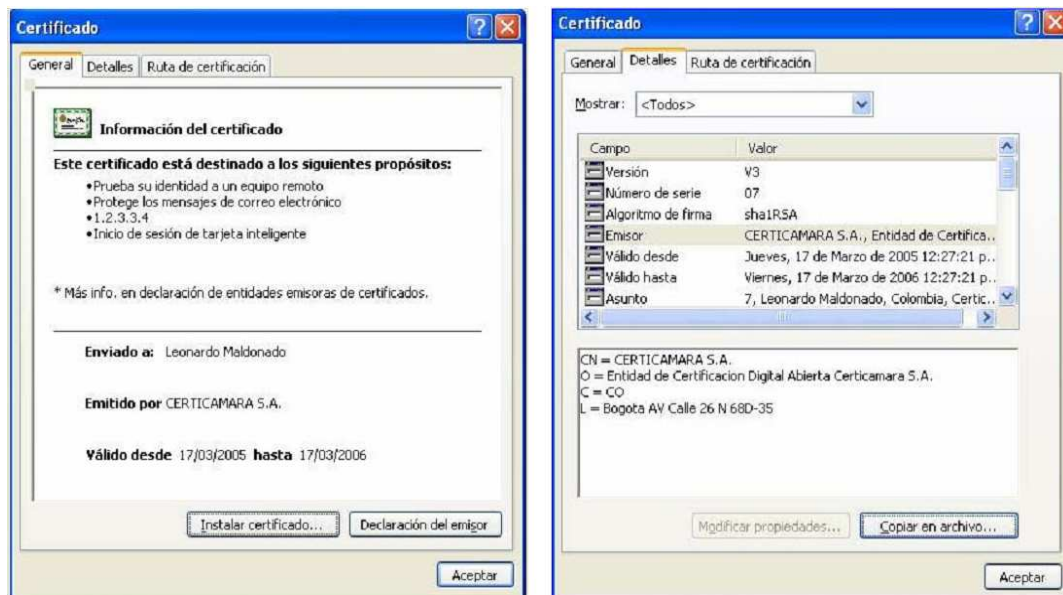 Certificado
General Detalles Ruta de certificación
Información del certificado
Este certificado está destinado a los siguientes propósitos:
•Prueba su identidad a un equipo remoto
•Protege los mensajes de correo electrónico
•1.2.3.3.4
•Inicio de sesión de tarjeta inteligente
* Más info. en declaración de entidades emisoras de certificados.
Enviado a: Leonardo Maldonado
Emitido por CERTICAMARA S.A.
Válido desde 17/03/2005 hasta 17/03/2006
Instalar certificado... Declaración del emisor
Aceptar
Certificado
General Detalles Ruta de certificación
Mostrar: <Todos>
Campo Valor
Versión V3
Número de serie 07
Algoritmo de firma sha1RSA
Emisor CERTICAMARA S.A., Entidad de Certifica...
Válido desde Jueves, 17 de Marzo de 2005 12:27:21 p...
Válido hasta Viernes, 17 de Marzo de 2006 12:27:21 p...
Asunto 7, Leonardo Maldonado, Colombia, Certic...
CN = CERTICAMARA S.A.
O = Entidad de Certificacion Digital Abierta Certicamara S.A.
C = CO
L = Bogota AV Calle 26 N 68D-35
Modificar propiedades... Copiar en archivo...
Aceptar